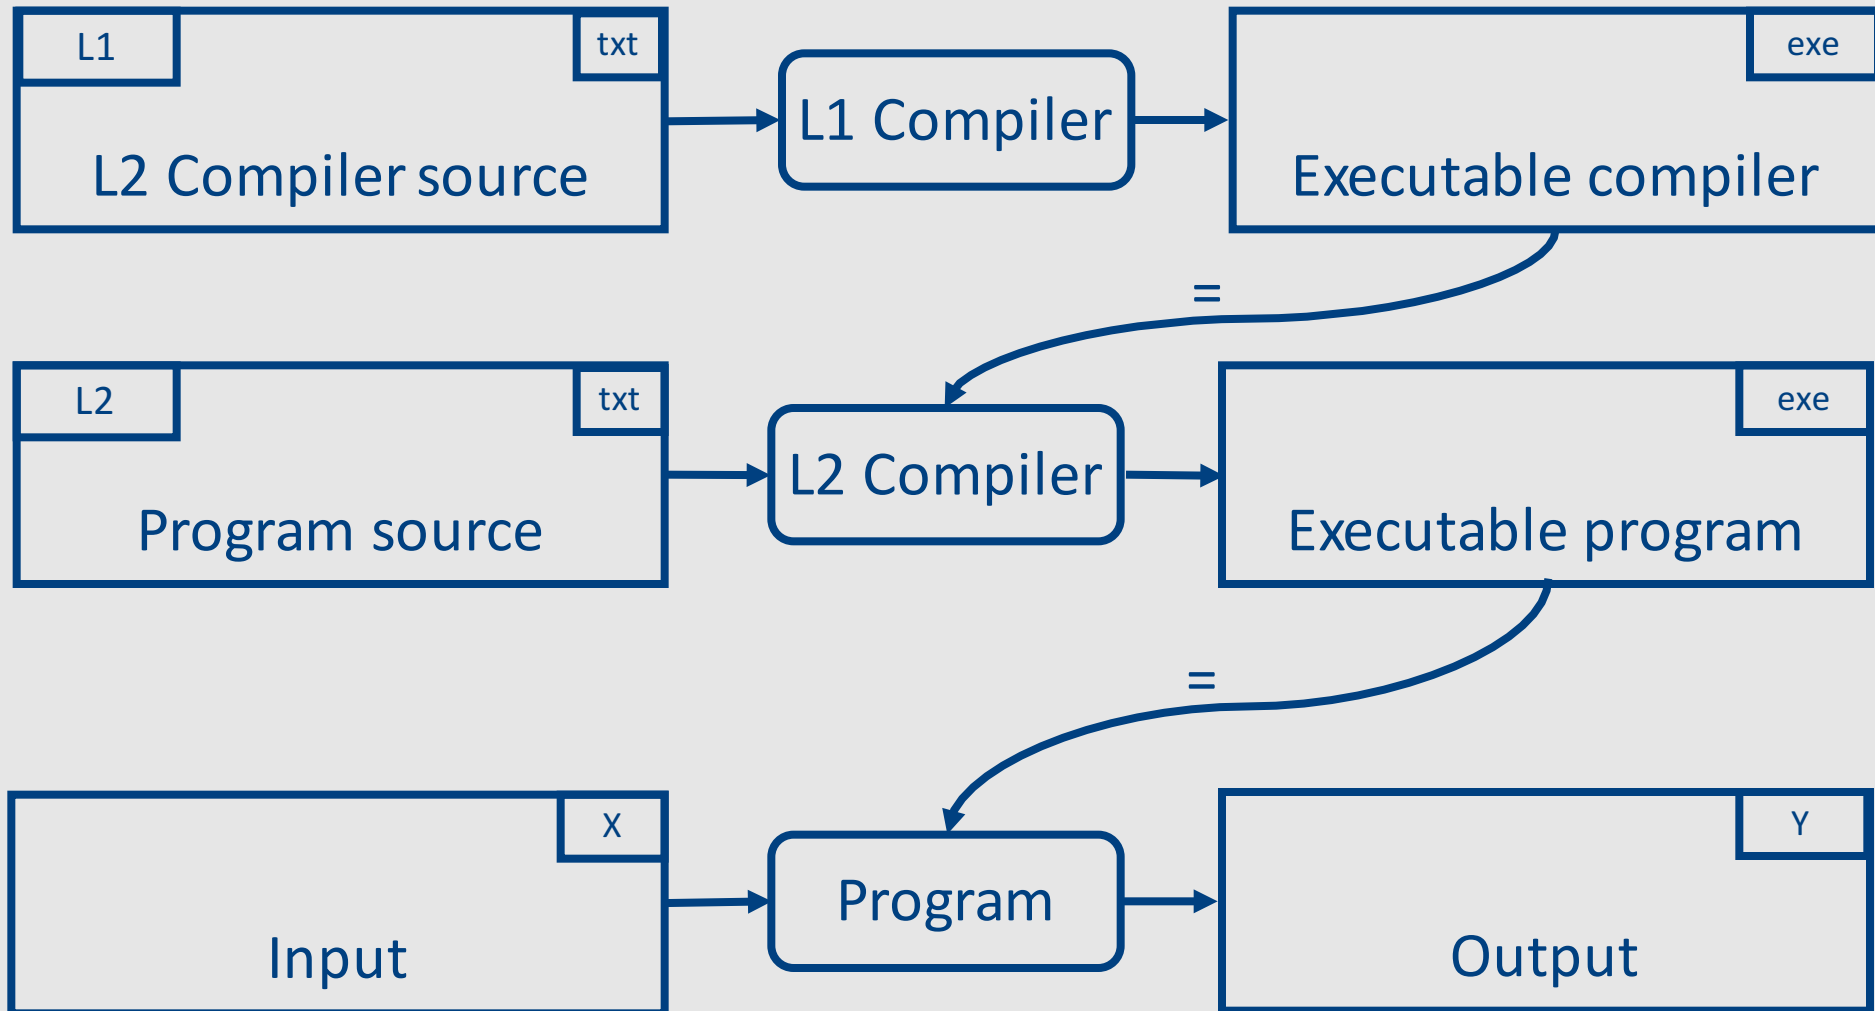 L1
txt
L2 Compiler source
L1 Compiler
exe
Executable compiler
=
L2
txt
Program source
L2 Compiler
exe
Executable program
=
X
Input
Program
Y
Output